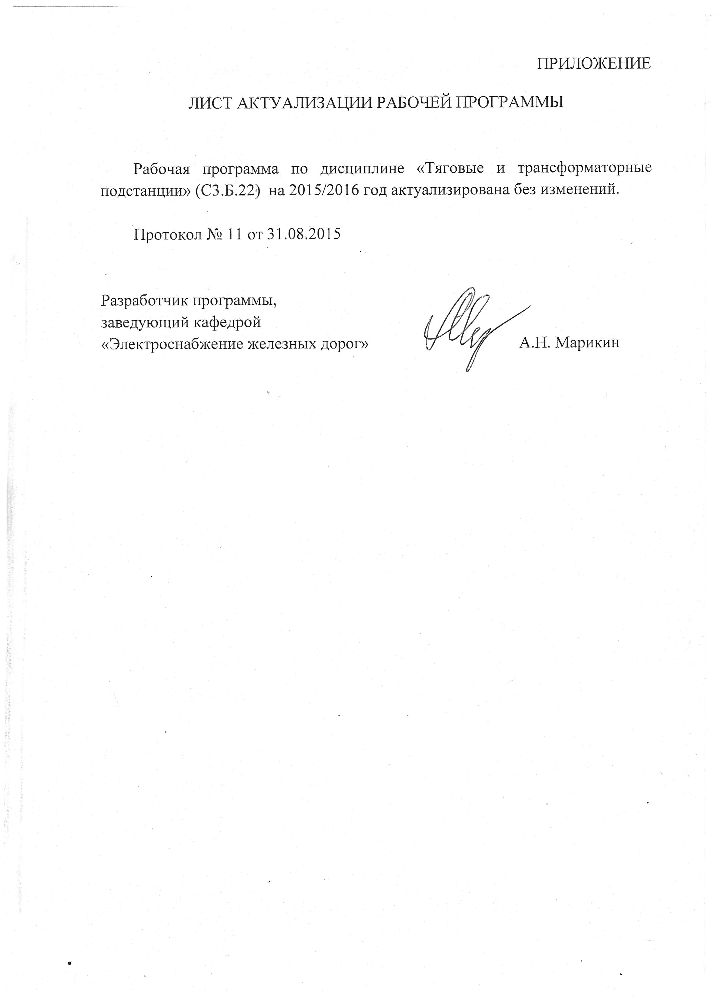 ПРИЛОЖЕНИЕ
ЛИСТ АКТУАЛИЗАЦИИ РАБОЧЕЙ ПРОГРАММЫ
Рабочая программа по дисциплине «Тяговые и трансформаторные
подстанции» (С3.Б.22) на 2015/2016 год актуализирована без изменений.
Протокол № 11 от 31.08.2015
Разработчик программы,
заведующий кафедрой
«Электроснабжение железных дорог» А.Н. Марикин